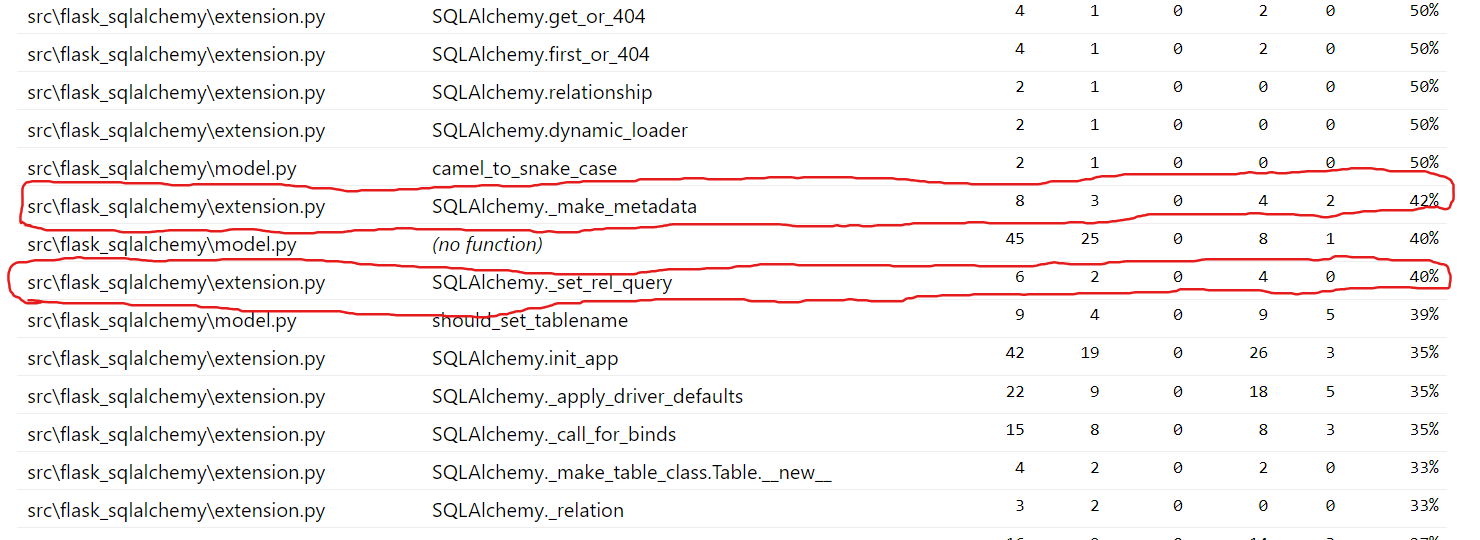 src\flask_sqlalchemy\extension.py SQLAlchemy.get_or_404 4 1 0 2 0 50%
src\flask_sqlalchemy\extension.py SQLAlchemy.first_or_404 4 1 0 2 0 50%
src\flask_sqlalchemy\extension.py SQLAlchemy.relationship 2 1 0 0 0 50%
src\flask_sqlalchemy\extension.py SQLAlchemy.dynamic_loader 2 1 0 0 0 50%
src\flask_sqlalchemy\model.py camel_to_snake_case 2 1 0 0 0 50%
src\flask_sqlalchemy\extension.py SQLAlchemy._make_metadata 8 3 0 4 2 42%
src\flask_sqlalchemy\model.py (no function) 45 25 0 8 1 40%
src\flask_sqlalchemy\extension.py SQLAlchemy._set_rel_query 6 2 0 4 0 40%
src\flask_sqlalchemy\model.py should_set_tablename 9 4 0 9 5 39%
src\flask_sqlalchemy\extension.py SQLAlchemy.init_app 42 19 0 26 3 35%
src\flask_sqlalchemy\extension.py SQLAlchemy._apply_driver_defaults 22 9 0 18 5 35%
src\flask_sqlalchemy\extension.py SQLAlchemy._call_for_binds 15 8 0 8 3 35%
src\flask_sqlalchemy\extension.py SQLAlchemy._make_table_class.Table.__new__ 4 2 0 2 0 33%
src\flask_sqlalchemy\extension.py SQLAlchemy._relation 3 2 0 0 0 33%